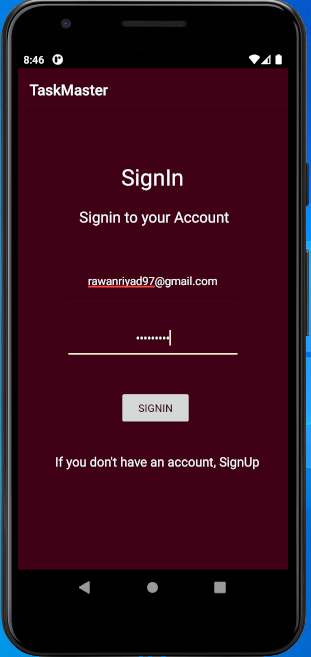 8:46
TaskMaster
SignIn
Signin to your Account
rawanriyad97@gmail.com
•••••••••
SIGNIN
If you don't have an account, SignUp